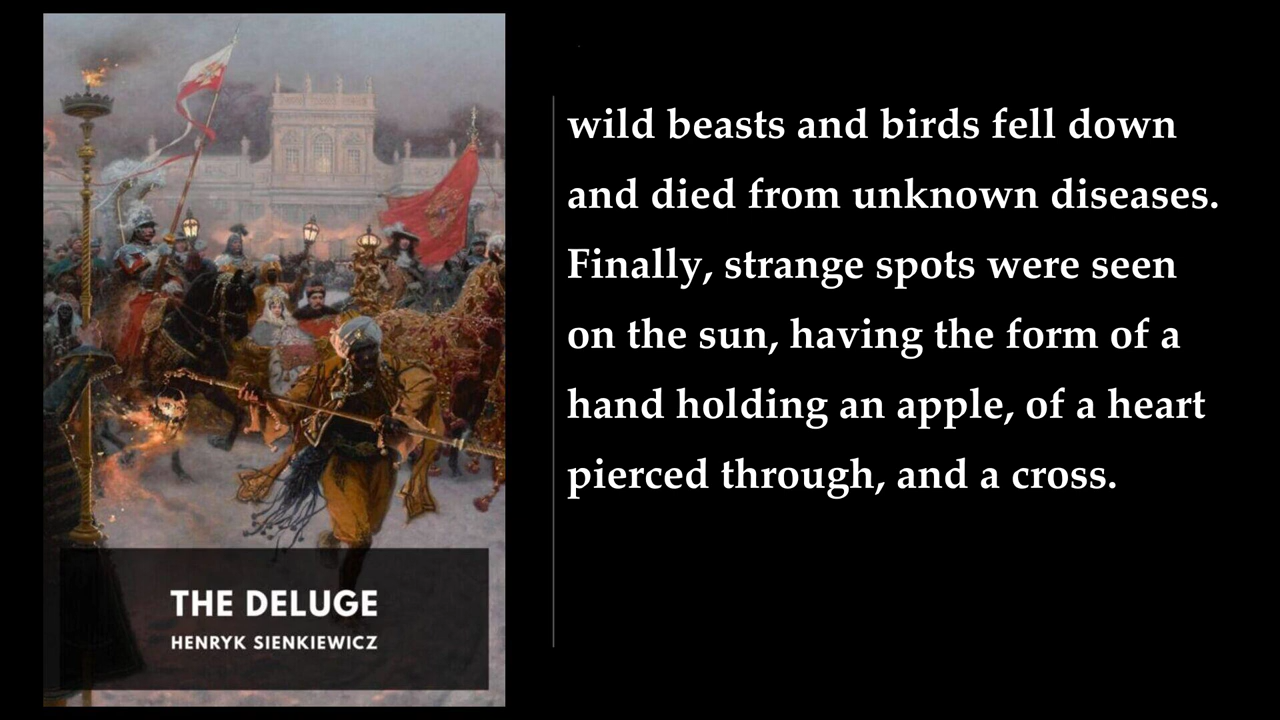 wild beasts and birds fell down
and died from unknown diseases.
Finally, strange spots were seen
on the sun, having the form of a
hand holding an apple, of a heart
pierced through, and a cross.
THE DELUGE
HENRYK SIENKIEWICZ